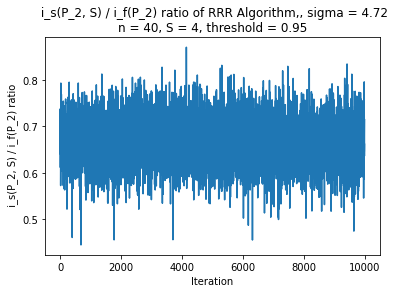 i_s(P_2, S) / i_f(P_2) ratio of RRR Algorithm,, sigma = 4.72
n = 40, S = 4, threshold = 0.95
i_s(P_2, S) / i_f(P_2) ratio
0.8
0.7
0.6
0.5
0 2000 4000 6000 8000 10000
Iteration